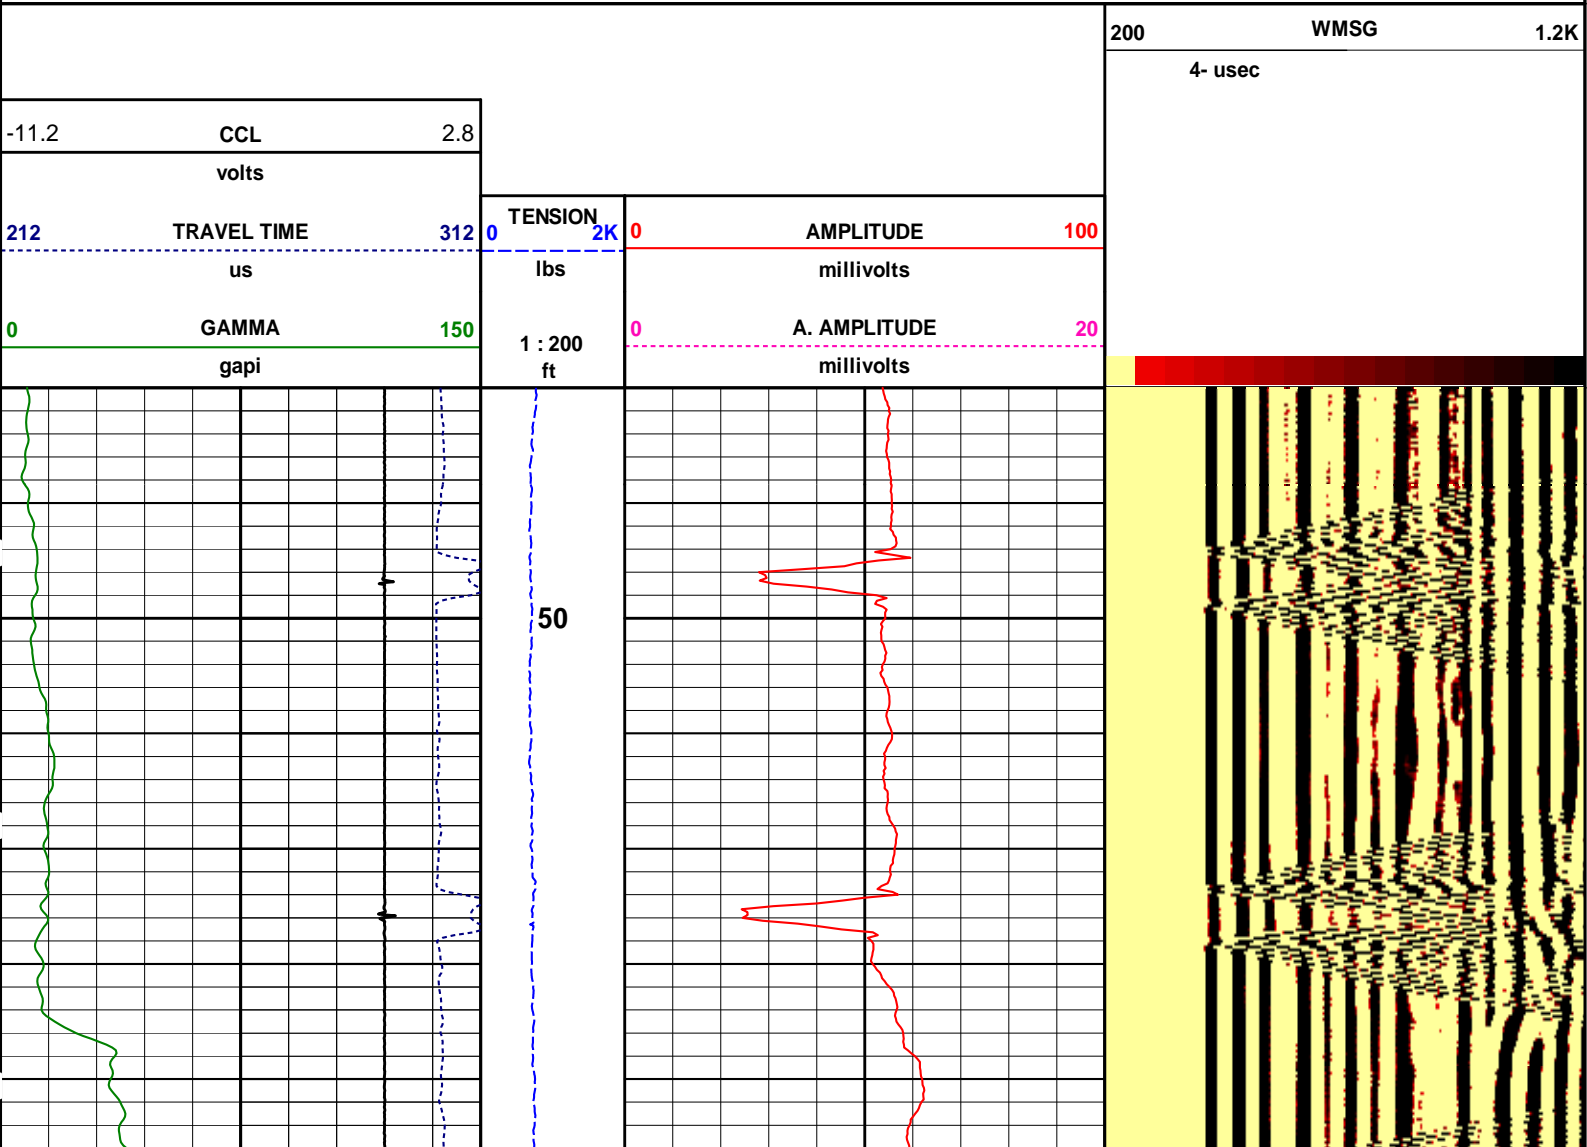 200 WMSG 1.2K
4- usec
-11.2 CCL 2.8
volts
212 TRAVEL TIME 312
us
0 GAMMA 150
gapi
TENSION
0 2K
lbs
1 : 200
ft
0 AMPLITUDE 100
millivolts
0 A. AMPLITUDE 20
millivolts
50